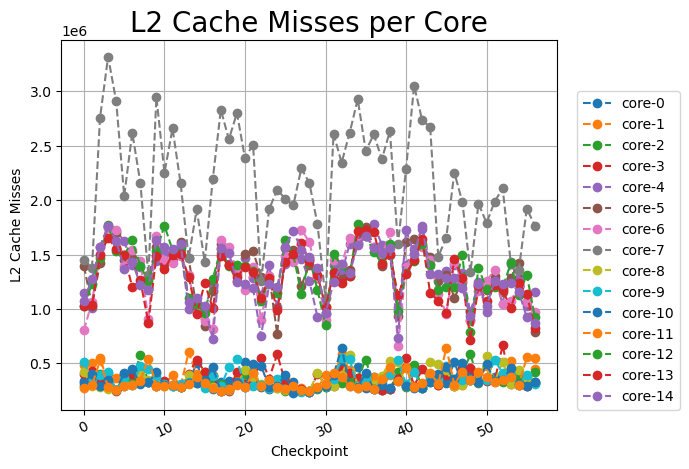 L2 Cache Misses per Core
1e6
3.0
2.5
2.0
1.5
1.0
0.5
L2 Cache Misses
0
10
20
30
40
50
Checkpoint
core-0
core-1
core-2
core-3
core-4
core-5
core-6
core-7
core-8
core-9
core-10
core-11
core-12
core-13
core-14